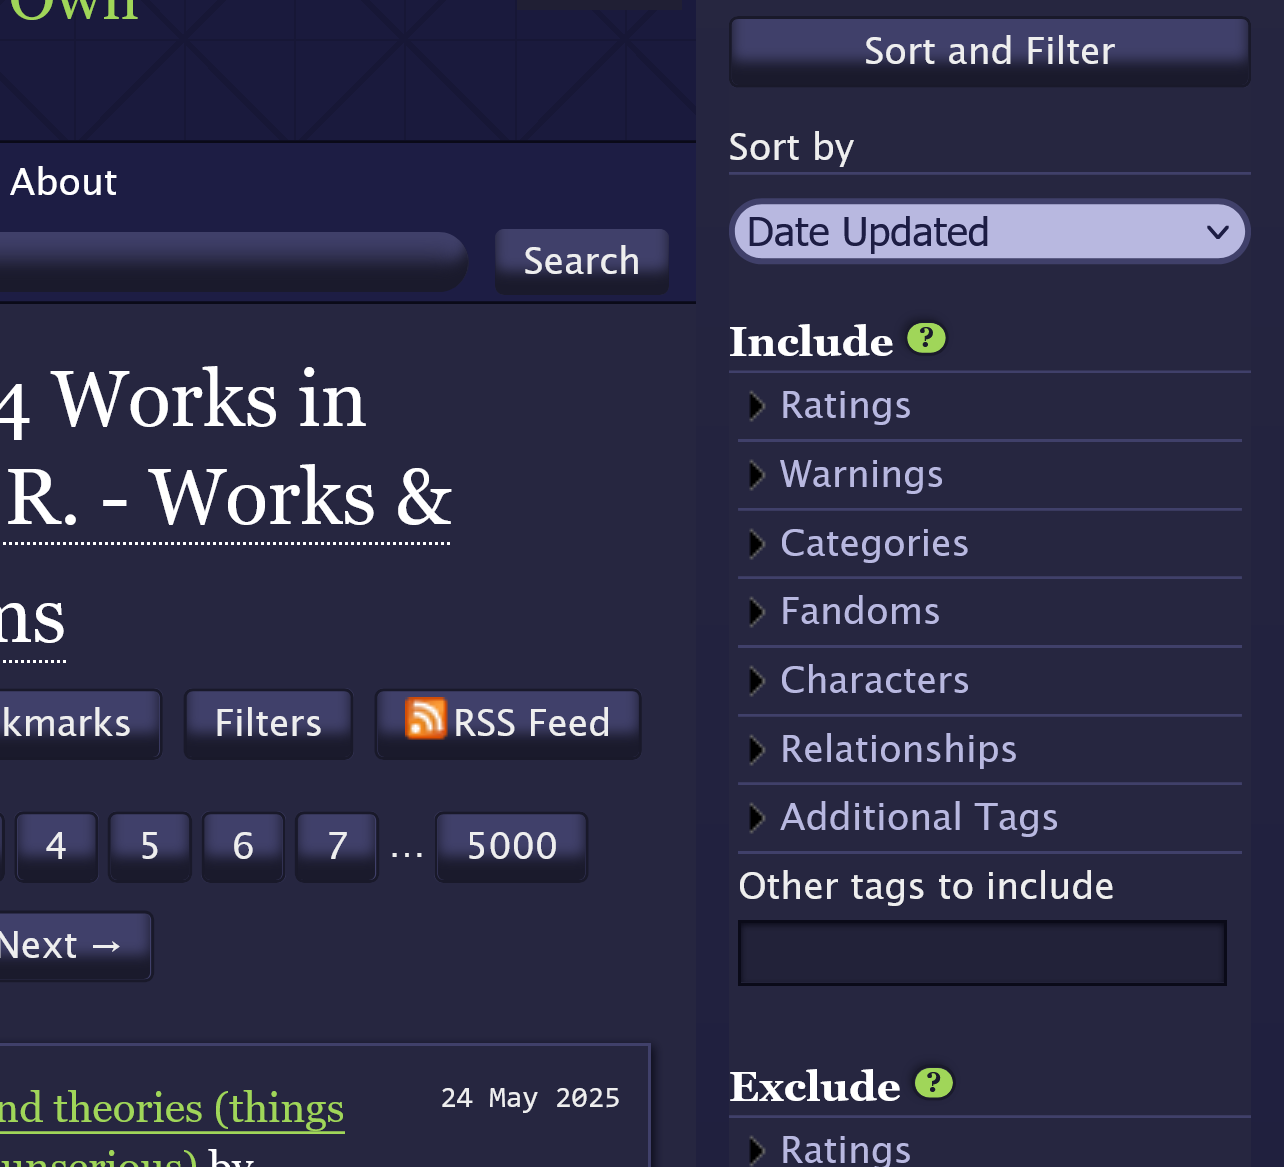 Own
About
Search
4 Works in
R. - Works &
ms
kmarks
Filters
RSS Feed
4
5
6
7
...
5000
Next →
nd theories (things
unserious) by
24 May 2025
Sort and Filter
Sort by
Date Updated
Include ?
Ratings
Warnings
Categories
Fandoms
Characters
Relationships
Additional Tags
Other tags to include
Exclude ?
Ratings